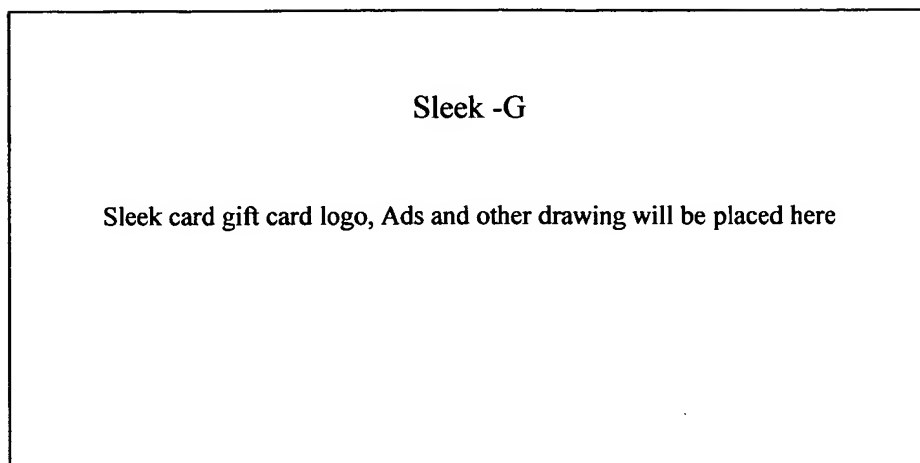 Sleek -G
Sleek card gift card logo, Ads and other drawing will be placed here